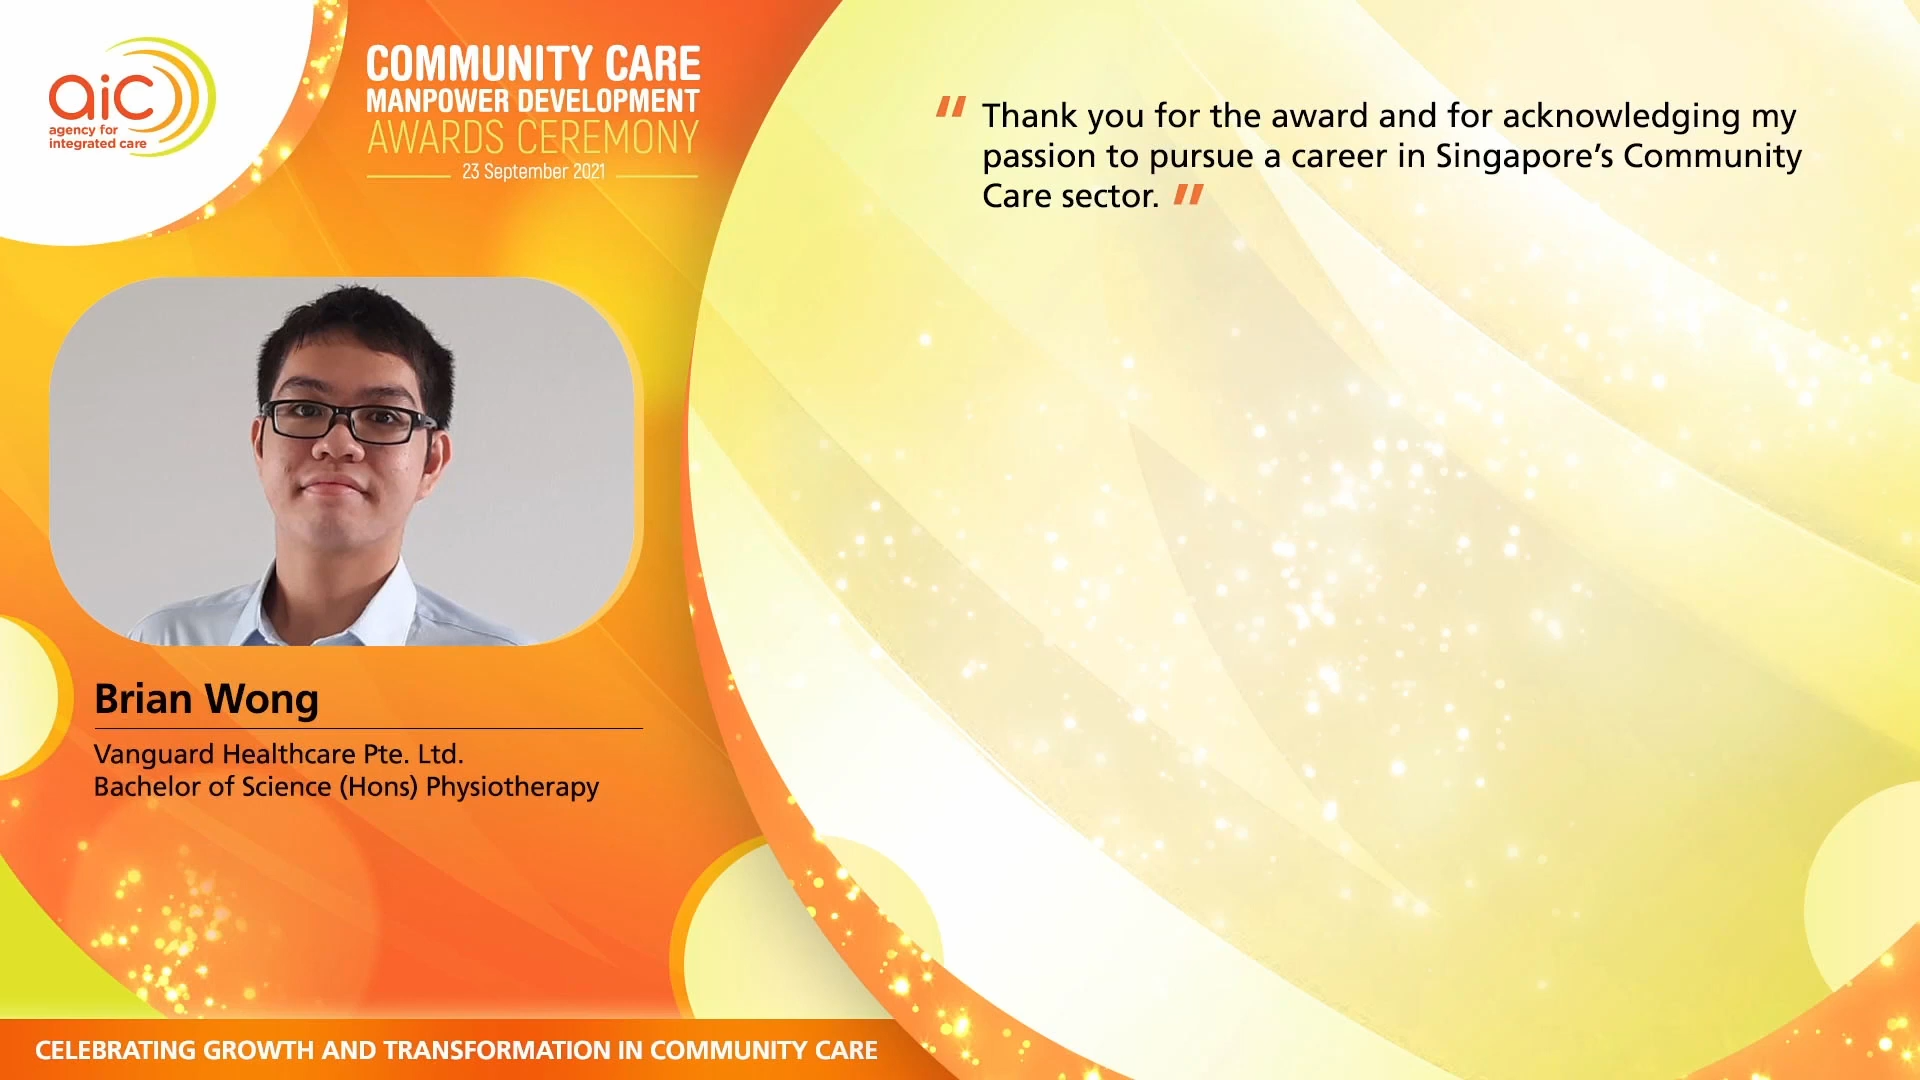 aic
agency for
integrated care
COMMUNITY CARE
MANPOWER DEVELOPMENT
AWARDS CEREMONY
23 September 2021
" Thank you for the award and for acknowledging my
passion to pursue a career in Singapore’s Community
Care sector. "
Brian Wong
Vanguard Healthcare Pte. Ltd.
Bachelor of Science (Hons) Physiotherapy
CELEBRATING GROWTH AND TRANSFORMATION IN COMMUNITY CARE